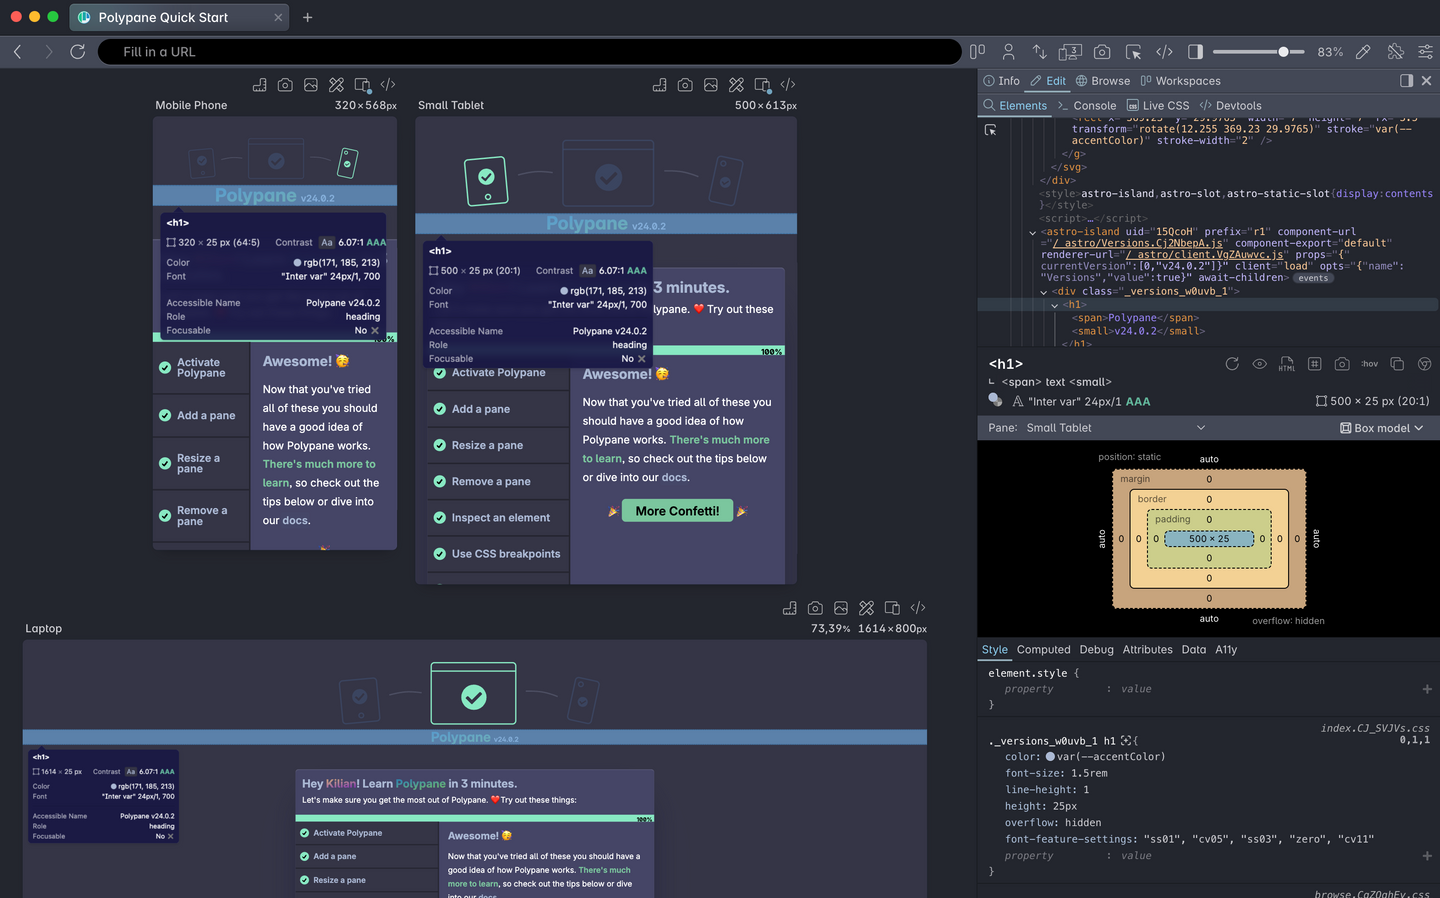 Polypane Quick Start
Fill in a URL
83%
Info Edit Browse Workspaces
Elements Console Live CSS Devtools
Mobile Phone 320×568px
Small Tablet 500×613px
Polypane v24.0.2
<h1>
320 × 25 px (64:5) Contrast Aa 6.07:1 AAA
Color rgb(171, 185, 213)
Font "Inter var" 24px/1, 700
Accessible Name Polypane v24.0.2
Role heading
Focusable No
100%
Activate Polypane
Add a pane
Resize a pane
Remove a pane
Awesome! 🥳
Now that you've tried
all of these you should
have a good idea of
how Polypane works.
There's much more to
learn, so check out the
tips below or dive into
our docs.
Polypane v24.0.2
<h1>
500 × 25 px (20:1) Contrast Aa 6.07:1 AAA
Color rgb(171, 185, 213)
Font "Inter var" 24px/1, 700
Accessible Name Polypane v24.0.2
Role heading
Focusable No
3 minutes.
lypane. ❤️ Try out these
100%
Activate Polypane
Add a pane
Resize a pane
Remove a pane
Inspect an element
Use CSS breakpoints
Awesome! 🥳
Now that you've tried all of these you
should have a good idea of how
Polypane works. There's much more
to learn, so check out the tips below
or dive into our docs.
🎉 More Confetti! 🎉
Laptop 73,39% 1614×800px
Polypane v24.0.2
<h1>
1614 × 25 px Contrast Aa 6.07:1 AAA
Color rgb(171, 185, 213)
Font "Inter var" 24px/1, 700
Accessible Name Polypane v24.0.2
Role heading
Focusable No
Hey Kilian! Learn Polypane in 3 minutes.
Let's make sure you get the most out of Polypane. ❤️ Try out these things:
100%
Activate Polypane
Add a pane
Resize a pane
Awesome! 🥳
Now that you've tried all of these you should have a
good idea of how Polypane works. There's much
more to learn, so check out the tips below or dive
into our docs.
transform="rotate(12.255 369.23 29.9765)" stroke="var(--
accentColor)" stroke-width="2" />
</g>
</svg>
</div>
<style>astro-island,astro-slot,astro-static-slot{display:contents
}</style>
<script>…</script>
<astro-island uid="15QcoH" prefix="r1" component-url
="/_astro/Versions.Cj2NbepA.js" component-export="default"
renderer-url="/_astro/client.VgZAuwvc.js" props="{"
currentVersion":[0,"v24.0.2"]}" client="load" opts="{"name":
"Versions","value":true}" await-children> events
<div class="_versions_w0uvb_1">
<h1>
<span>Polypane</span>
<small>v24.0.2</small>
</h1>
<h1>
HTML :hov
<span> text <small>
"Inter var" 24px/1 AAA 500 × 25 px (20:1)
Pane: Small Tablet Box model
position: static auto
margin 0
border 0
padding 0
auto 0 0 0 500 × 25 0 0 0 auto
0
0
0
auto overflow: hidden
Style Computed Debug Attributes Data A11y
element.style {
property : value
}
index.CJ_SVJVs.css
._versions_w0uvb_1 h1 { 0,1,1
color: var(--accentColor)
font-size: 1.5rem
line-height: 1
height: 25px
overflow: hidden
font-feature-settings: "ss01", "cv05", "ss03", "zero", "cv11"
property : value
}